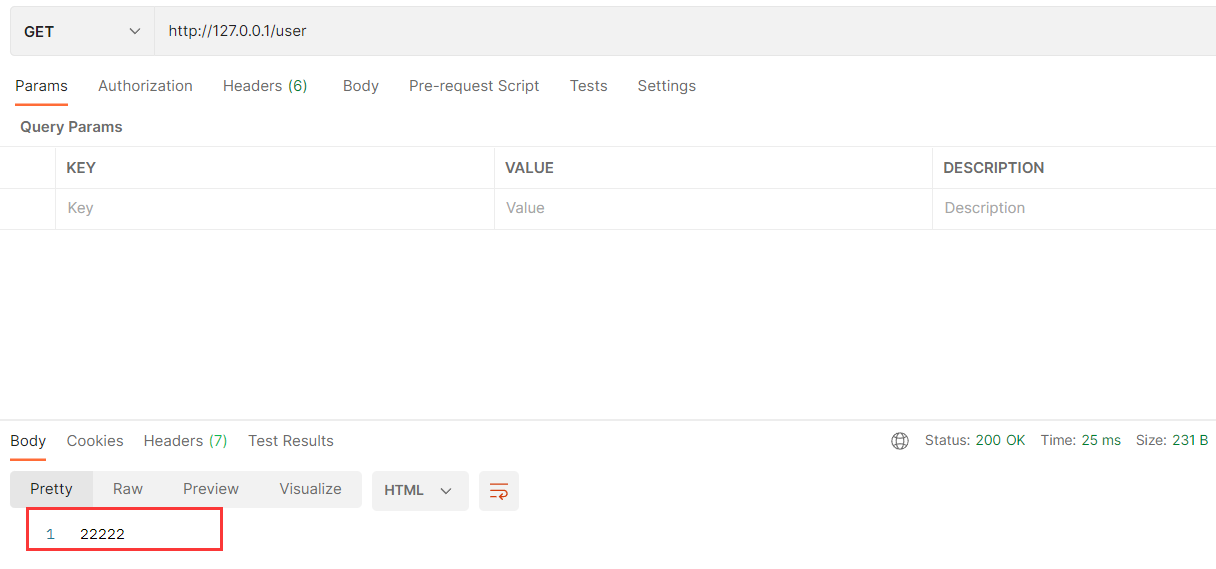 GET http://127.0.0.1/user
Params Authorization Headers (6) Body Pre-request Script Tests Settings
Query Params
KEY VALUE DESCRIPTION
Key Value Description
Body Cookies Headers (7) Test Results Status: 200 OK Time: 25 ms Size: 231 B
Pretty Raw Preview Visualize HTML
1 22222